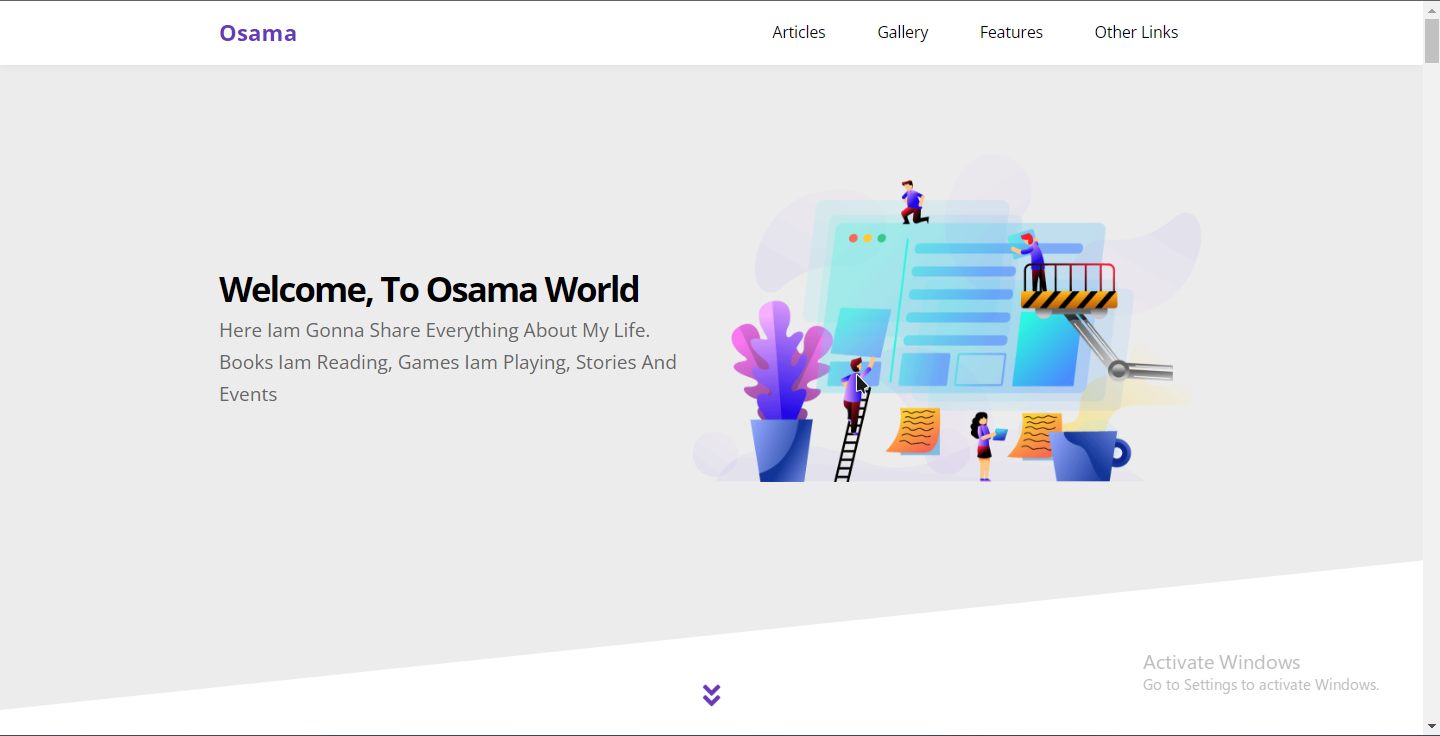 Osama
Articles
Gallery
Features
Other Links
Welcome, To Osama World
Here Iam Gonna Share Everything About My Life.
Books Iam Reading, Games Iam Playing, Stories And
Events
Activate Windows
Go to Settings to activate Windows.